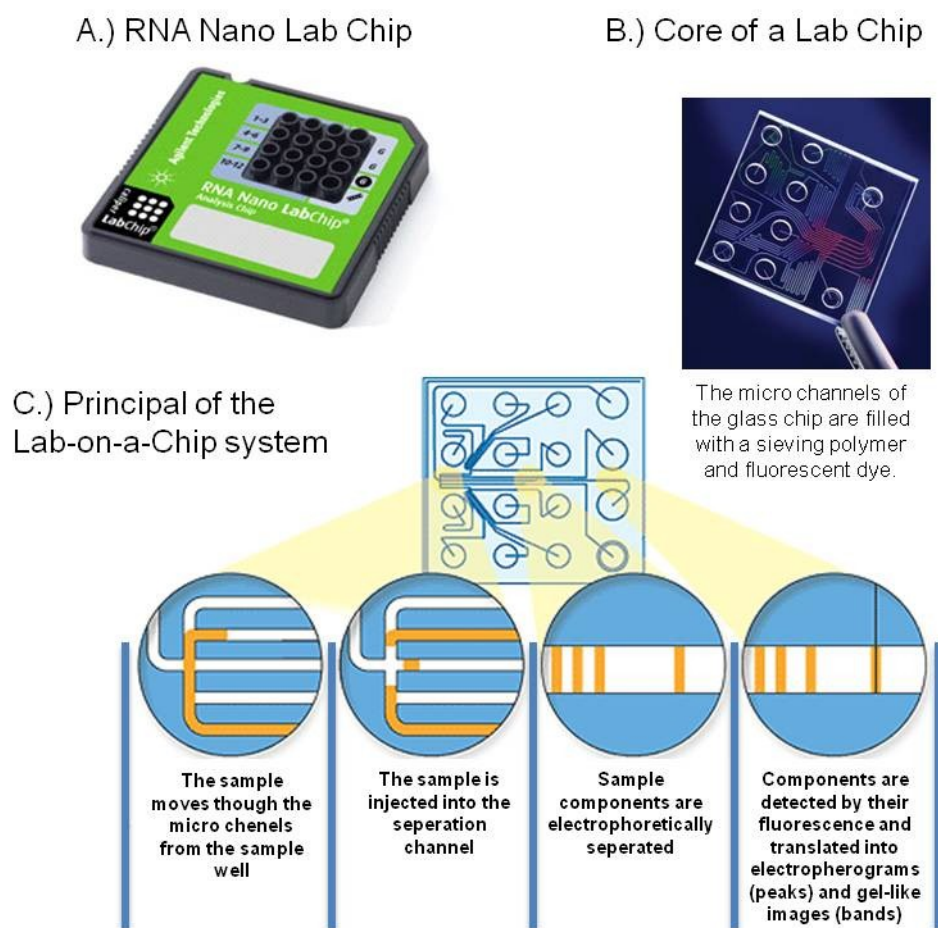 A.) RNA Nano Lab Chip
B.) Core of a Lab Chip
Agilent Technologies
1-3
4-6
7-9
10-12
G
G
G
RNA Nano LabChip®
Analysis Chip
caliper
LabChip®
The micro channels of
the glass chip are filled
with a sieving polymer
and fluorescent dye.
C.) Principal of the
Lab-on-a-Chip system
The sample
moves though the
micro chenels
from the sample
well
The sample is
injected into the
seperation
channel
Sample
components are
electrophoretically
seperated
Components are
detected by their
fluorescence and
translated into
electropherograms
(peaks) and gel-like
images (bands)